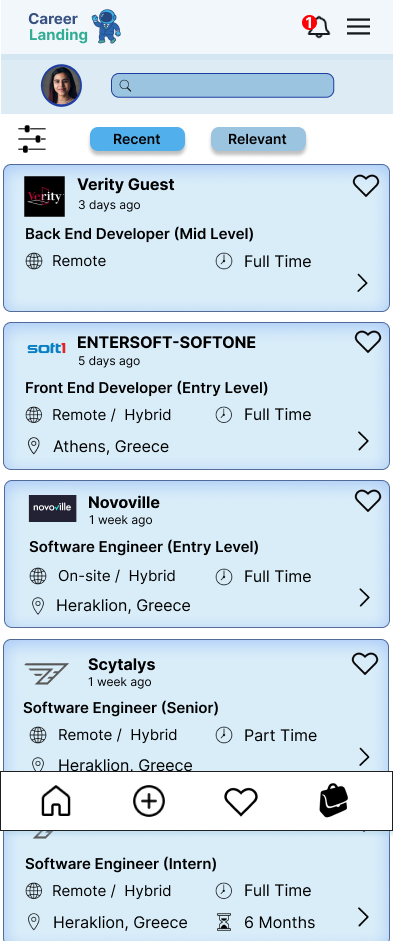 Career
Landing
1
Recent
Relevant
Verity
Verity Guest
3 days ago
Back End Developer (Mid Level)
Remote
Full Time
soft1
ENTERSOFT-SOFTONE
5 days ago
Front End Developer (Entry Level)
Remote / Hybrid
Full Time
Athens, Greece
novoville
Novoville
1 week ago
Software Engineer (Entry Level)
On-site / Hybrid
Full Time
Heraklion, Greece
Scytalys
1 week ago
Software Engineer (Senior)
Remote / Hybrid
Part Time
Heraklion, Greece
Software Engineer (Intern)
Remote / Hybrid
Full Time
Heraklion, Greece
6 Months